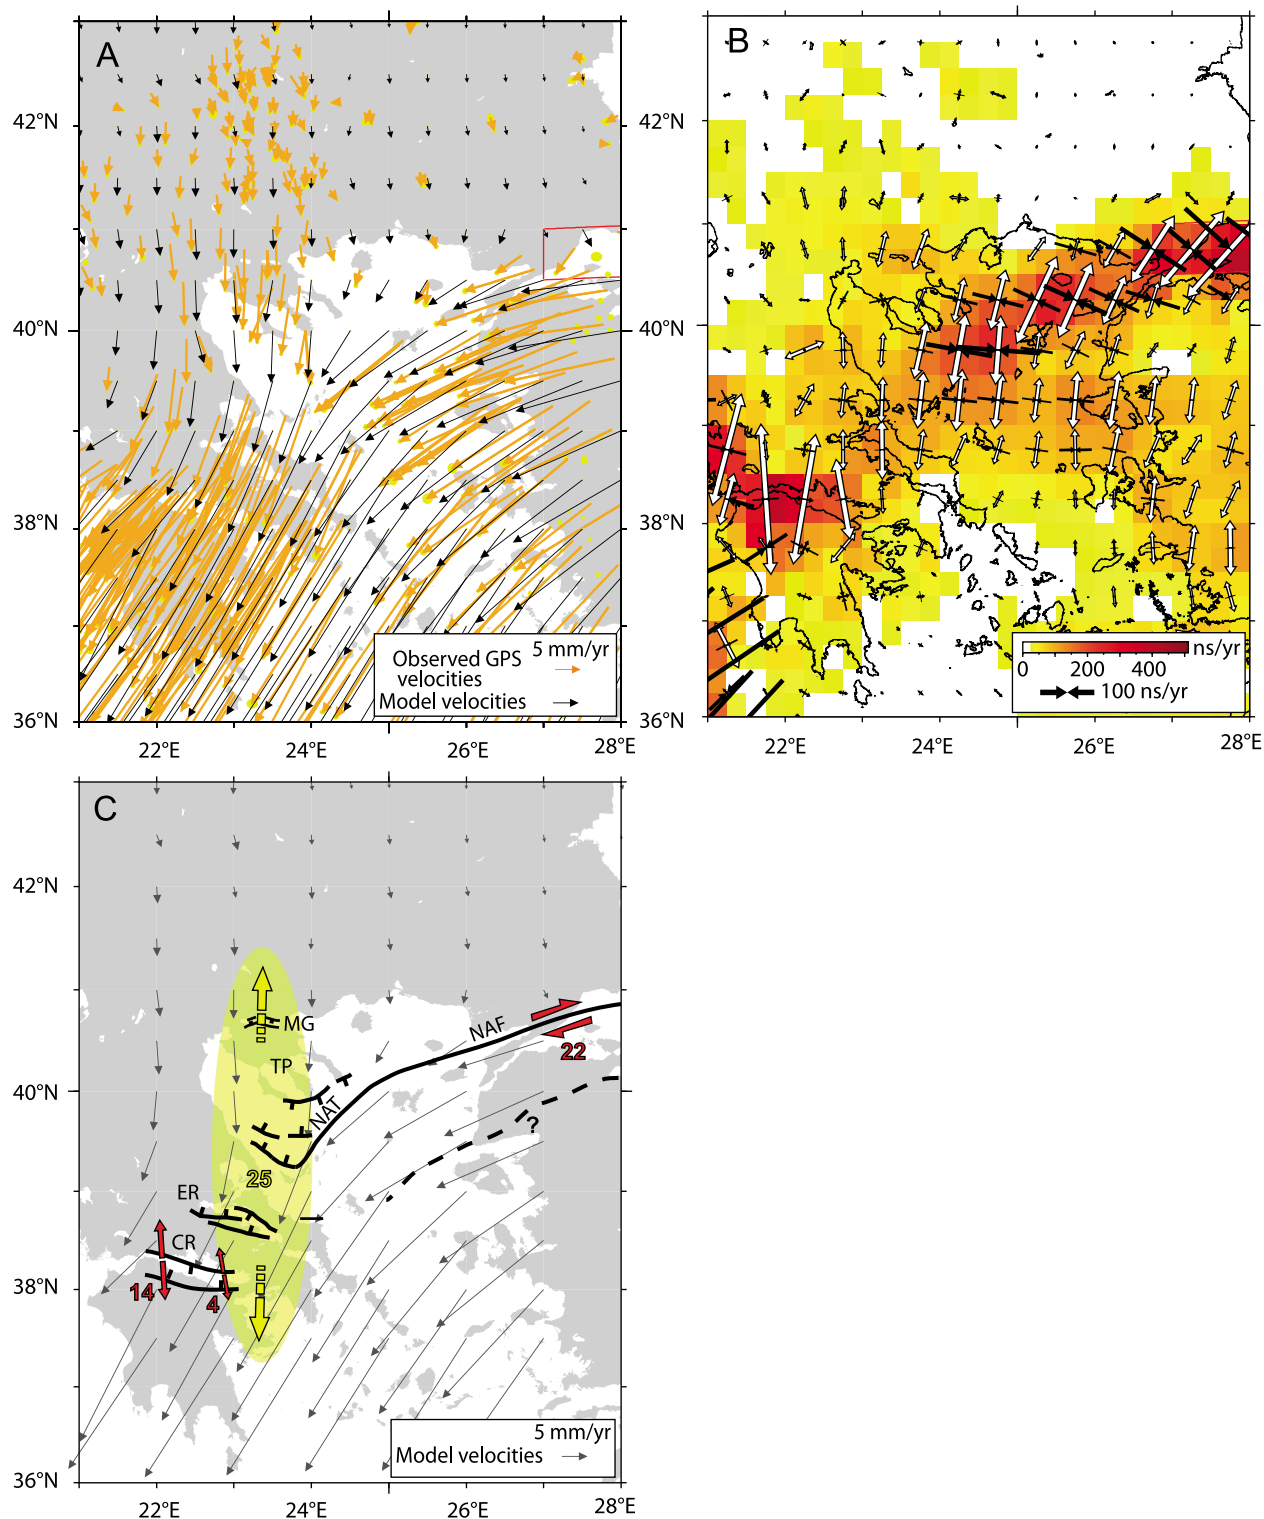 A
42°N
40°N
38°N
36°N
22°E
24°E
26°E
28°E
Observed GPS velocities
5 mm/yr
Model velocities
B
42°N
40°N
38°N
36°N
22°E
24°E
26°E
28°E
0 200 400 ns/yr
100 ns/yr
C
42°N
40°N
38°N
36°N
22°E
24°E
26°E
28°E
MG
TP
NAF
22
NAT
?
25
ER
CR
14
4
5 mm/yr
Model velocities